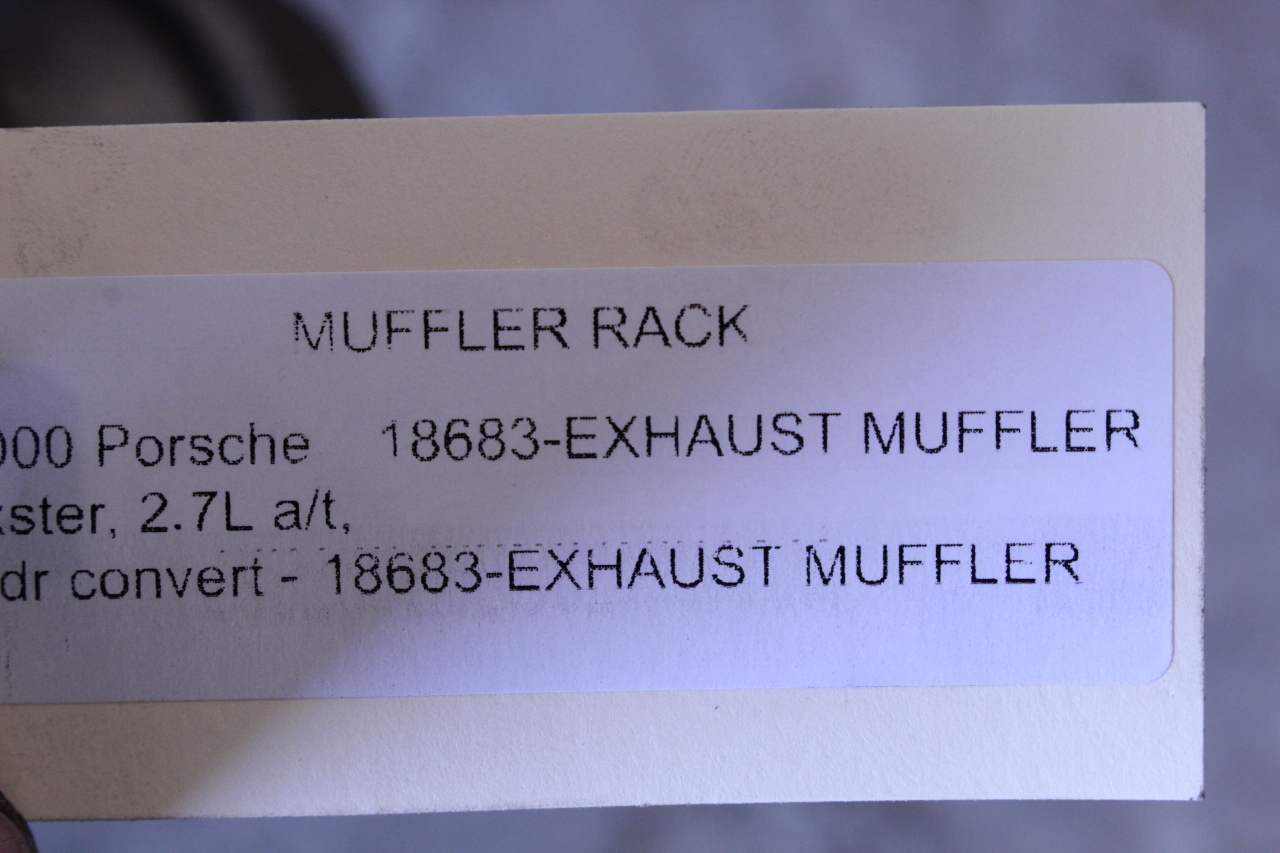 MUFFLER RACK
000 Porsche 18683-EXHAUST MUFFLER
xster, 2.7L a/t,
dr convert - 18683-EXHAUST MUFFLER